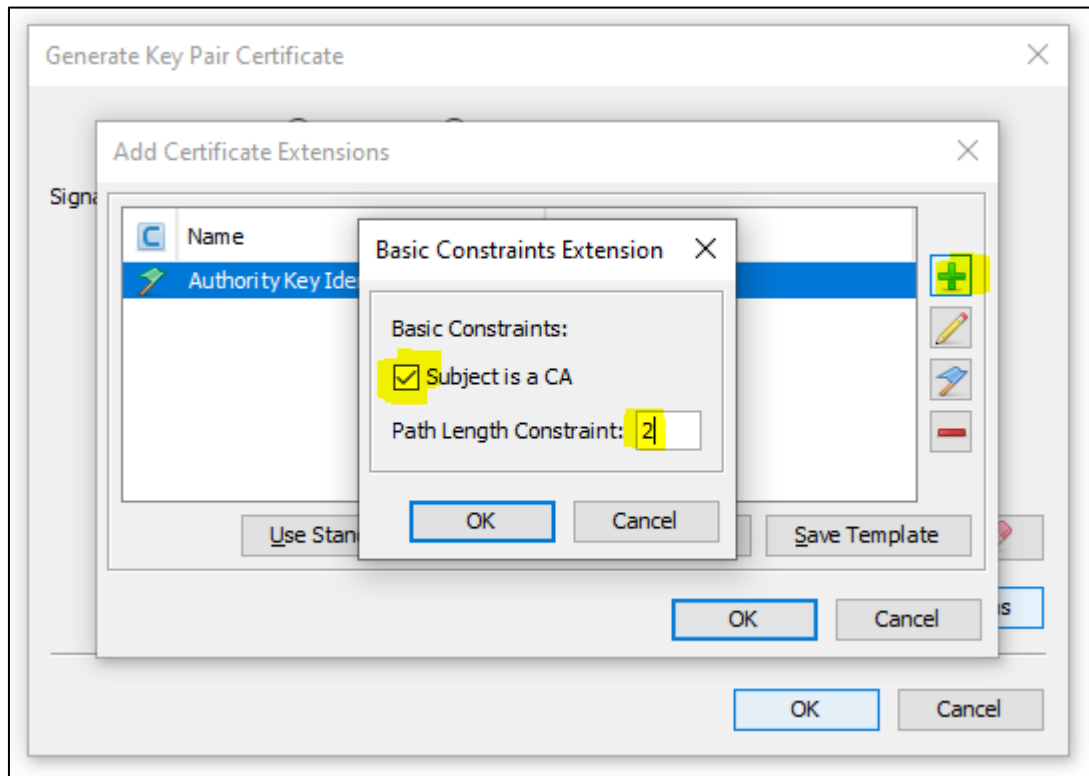 Generate Key Pair Certificate
Add Certificate Extensions
Signa
C Name
Basic Constraints Extension
Authority Key Ide
Basic Constraints:
Subject is a CA
Path Length Constraint: 2
OK Cancel
Use Stan Save Template
OK Cancel
s
OK Cancel